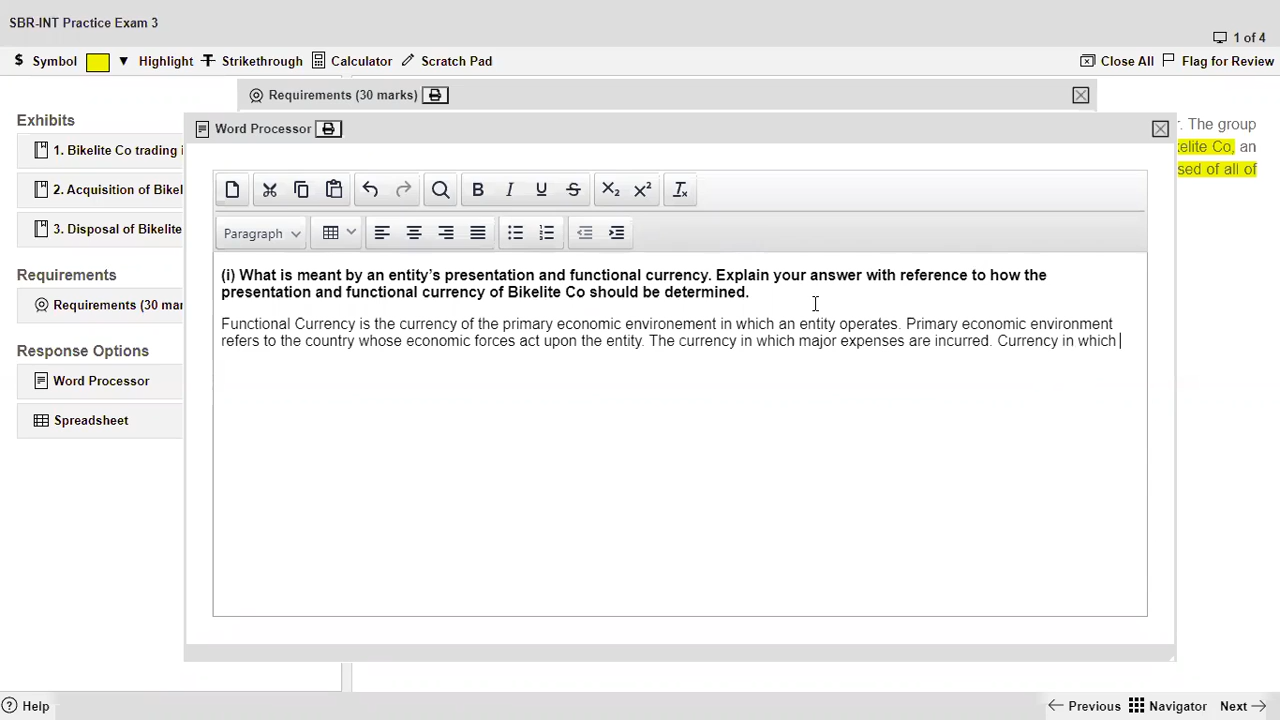 SBR-INT Practice Exam 3
1 of 4
$ Symbol Highlight Strikethrough Calculator Scratch Pad Close All Flag for Review
Requirements (30 marks)
Exhibits
1. Bikelite Co trading i
2. Acquisition of Bikel
3. Disposal of Bikelite
Requirements
Requirements (30 mar
Response Options
Word Processor
Spreadsheet
r. The group
kelite Co, an
sed of all of
Word Processor
B I U S X₂ X² Tx
Paragraph
(i) What is meant by an entity’s presentation and functional currency. Explain your answer with reference to how the
presentation and functional currency of Bikelite Co should be determined.
Functional Currency is the currency of the primary economic environement in which an entity operates. Primary economic environment
refers to the country whose economic forces act upon the entity. The currency in which major expenses are incurred. Currency in which
Help
Previous Navigator Next